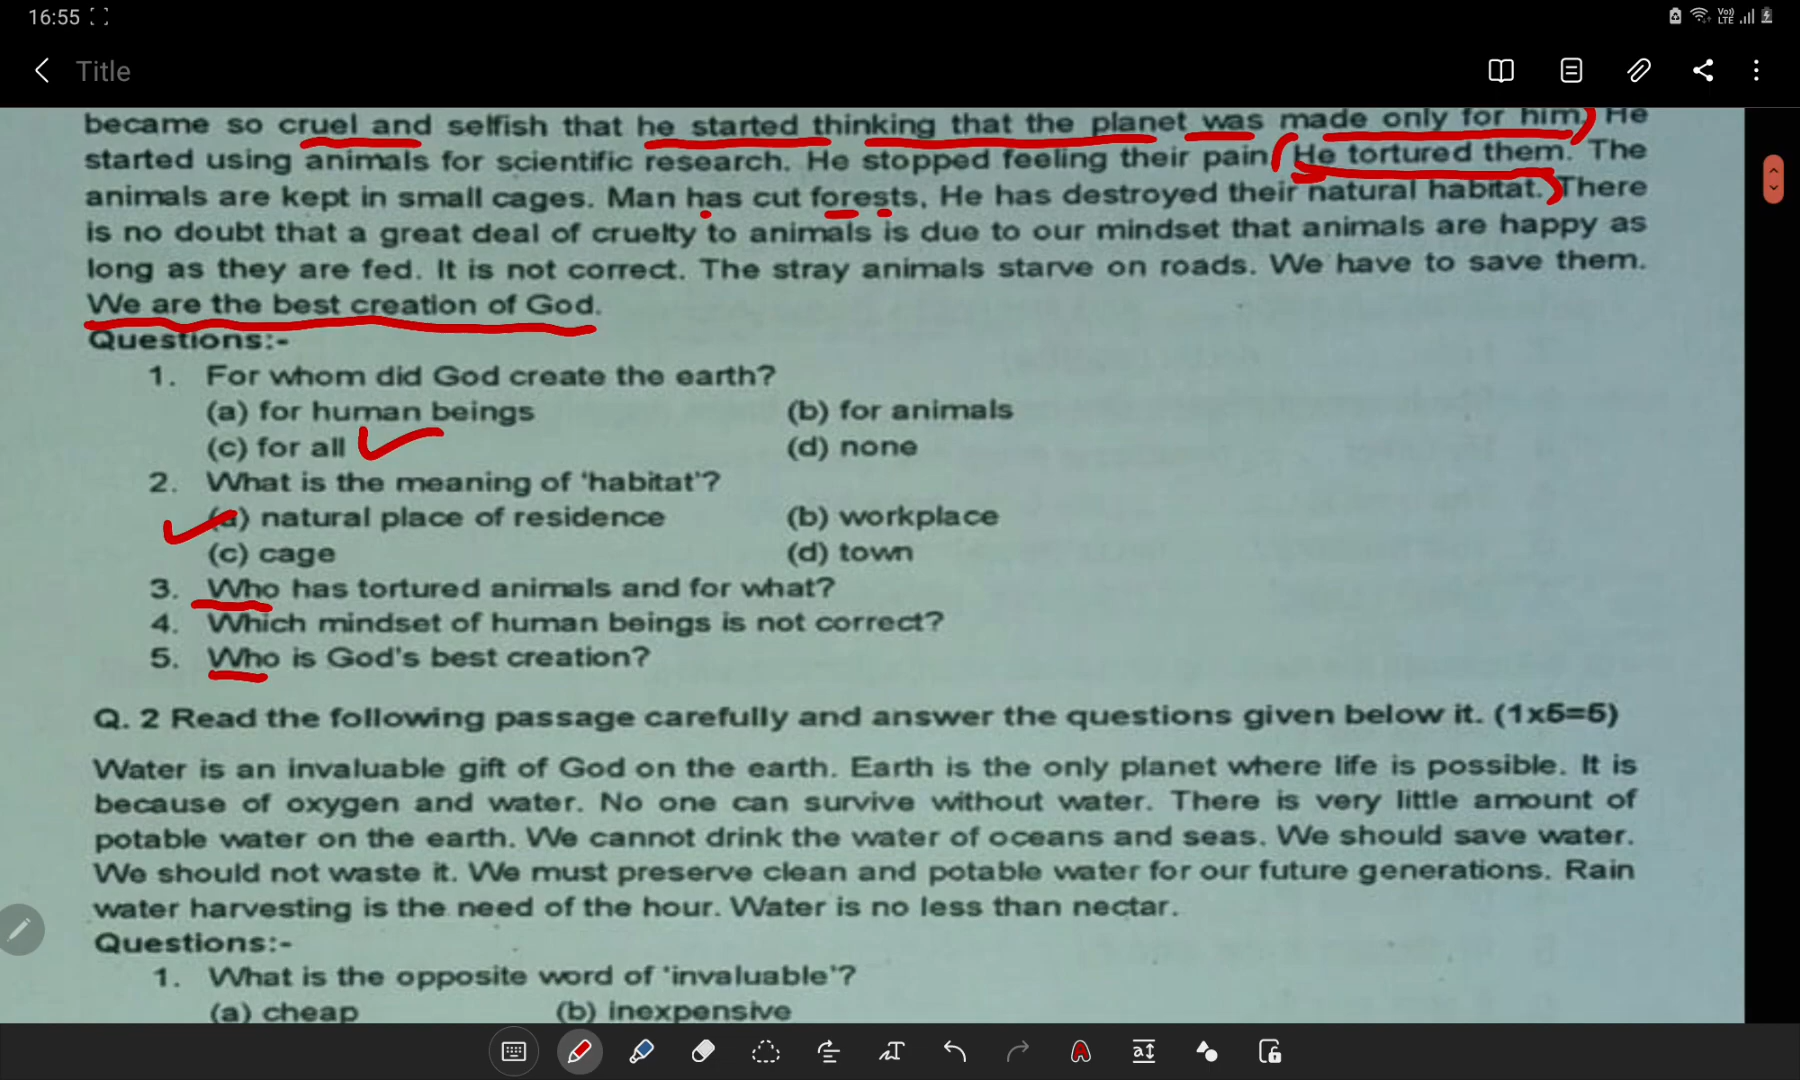 16:55
Title
became so cruel and selfish that he started thinking that the planet was made only for him. He
started using animals for scientific research. He stopped feeling their pain. He tortured them. The
animals are kept in small cages. Man has cut forests, He has destroyed their natural habitat. There
is no doubt that a great deal of cruelty to animals is due to our mindset that animals are happy as
long as they are fed. It is not correct. The stray animals starve on roads. We have to save them.
We are the best creation of God.
Questions:-
1. For whom did God create the earth?
(a) for human beings (b) for animals
(c) for all (d) none
2. What is the meaning of 'habitat'?
(a) natural place of residence (b) workplace
(c) cage (d) town
3. Who has tortured animals and for what?
4. Which mindset of human beings is not correct?
5. Who is God's best creation?
Q. 2 Read the following passage carefully and answer the questions given below it. (1x5=5)
Water is an invaluable gift of God on the earth. Earth is the only planet where life is possible. It is
because of oxygen and water. No one can survive without water. There is very little amount of
potable water on the earth. We cannot drink the water of oceans and seas. We should save water.
We should not waste it. We must preserve clean and potable water for our future generations. Rain
water harvesting is the need of the hour. Water is no less than nectar.
Questions:-
1. What is the opposite word of 'invaluable'?
(a) cheap (b) inexpensive